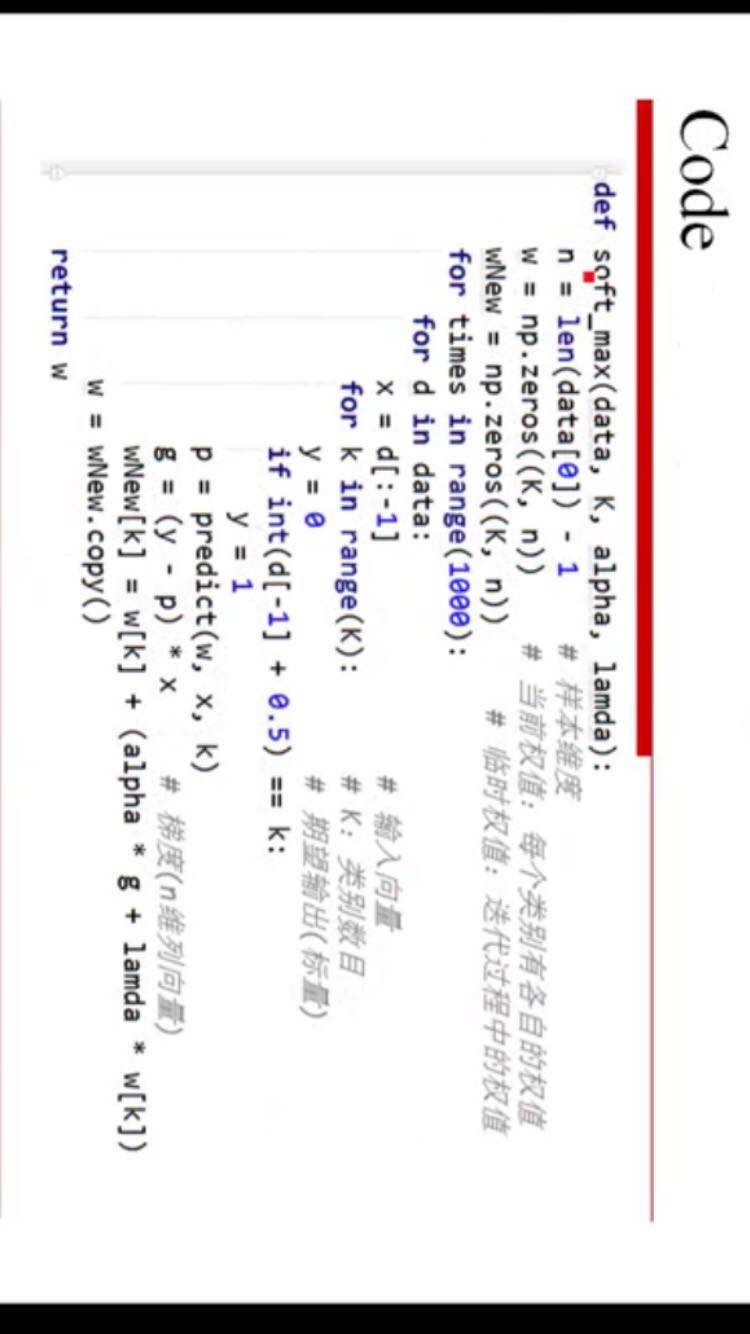 Code
def soft_max(data, K, alpha, lamda):
    n = len(data[0]) - 1    # 样本维度
    w = np.zeros((K, n))    # 当前权值：每个类别有各自的权值
    wNew = np.zeros((K, n))    # 临时权值：迭代过程中的权值
    for times in range(1000):
        for d in data:
            x = d[:-1]    # 输入向量
            for k in range(K):    # K：类别数目
                y = 0    # 期望输出(标量)
                if int(d[-1] + 0.5) == k:
                    y = 1
                p = predict(w, x, k)
                g = (y - p) * x    # 梯度(n维列向量)
                wNew[k] = w[k] + (alpha * g + lamda * w[k])
            w = wNew.copy()
    return w